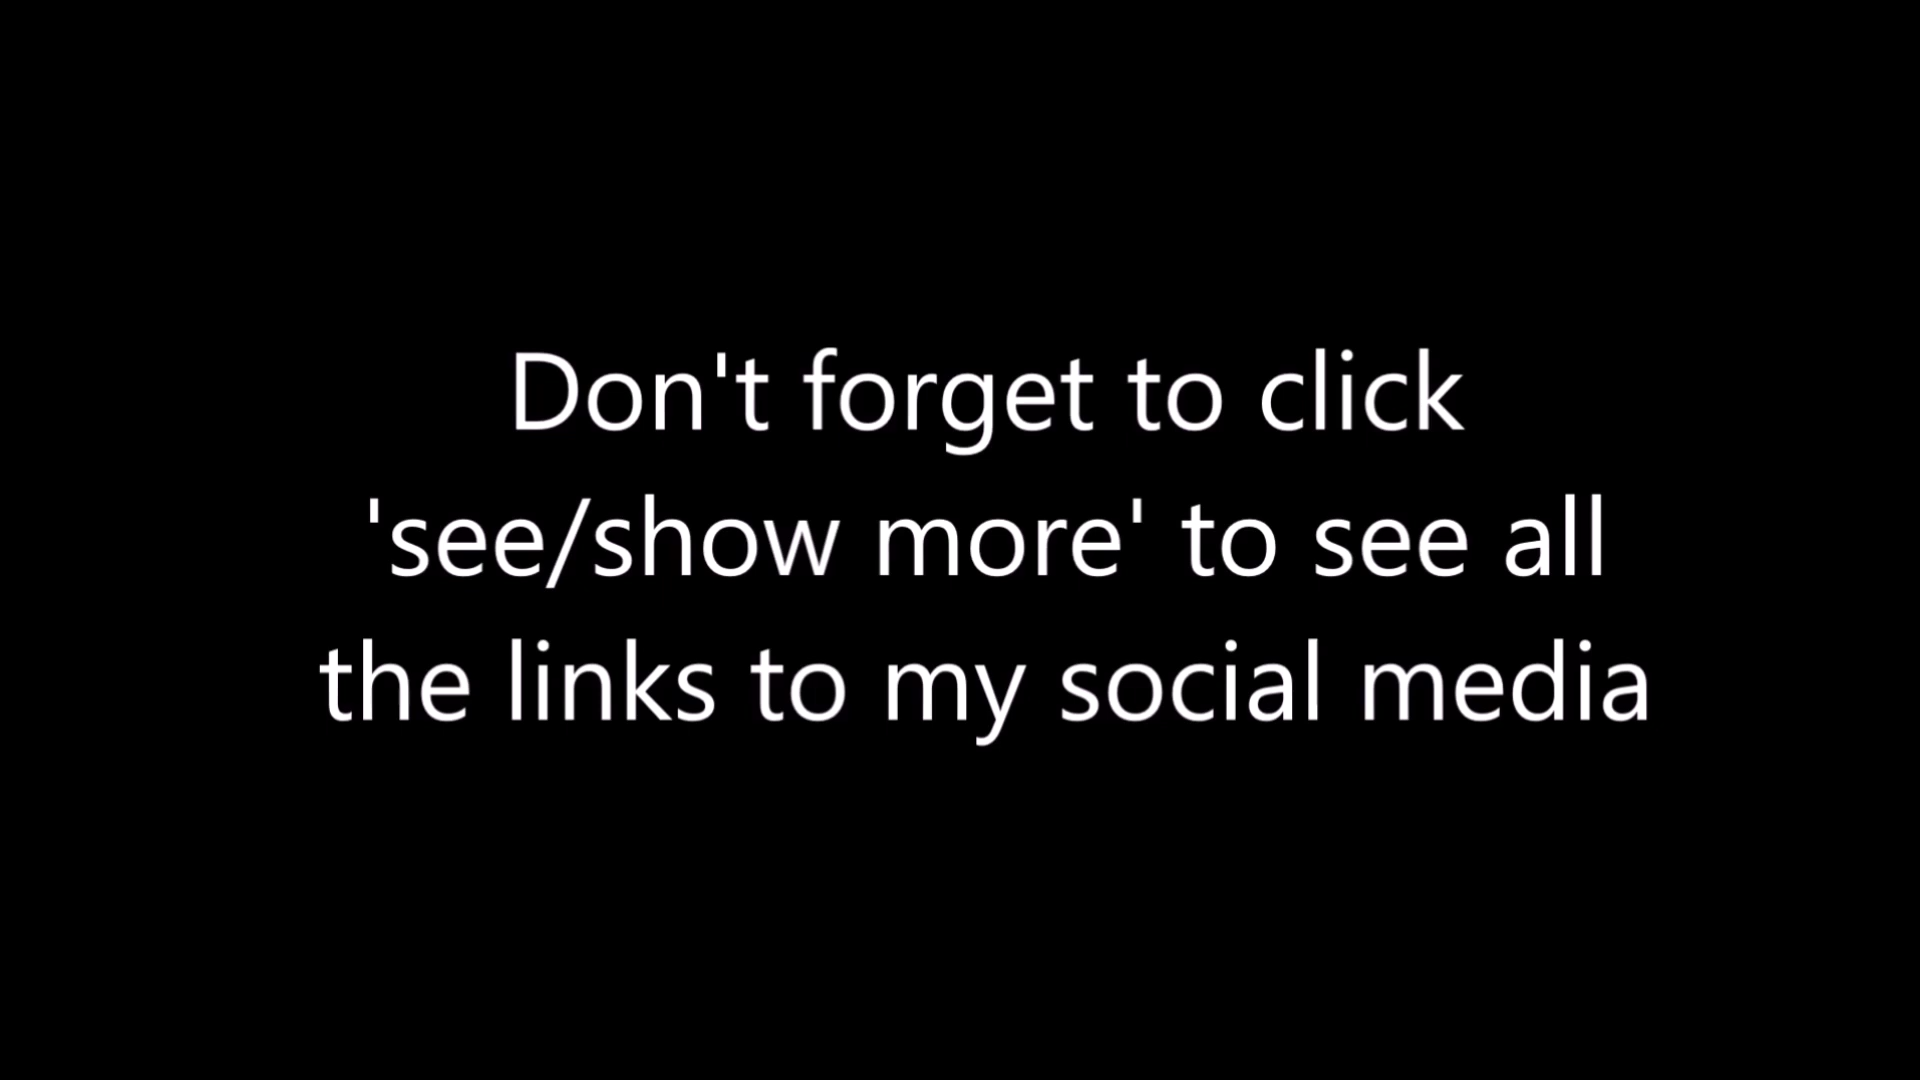 Don't forget to click
'see/show more' to see all
the links to my social media